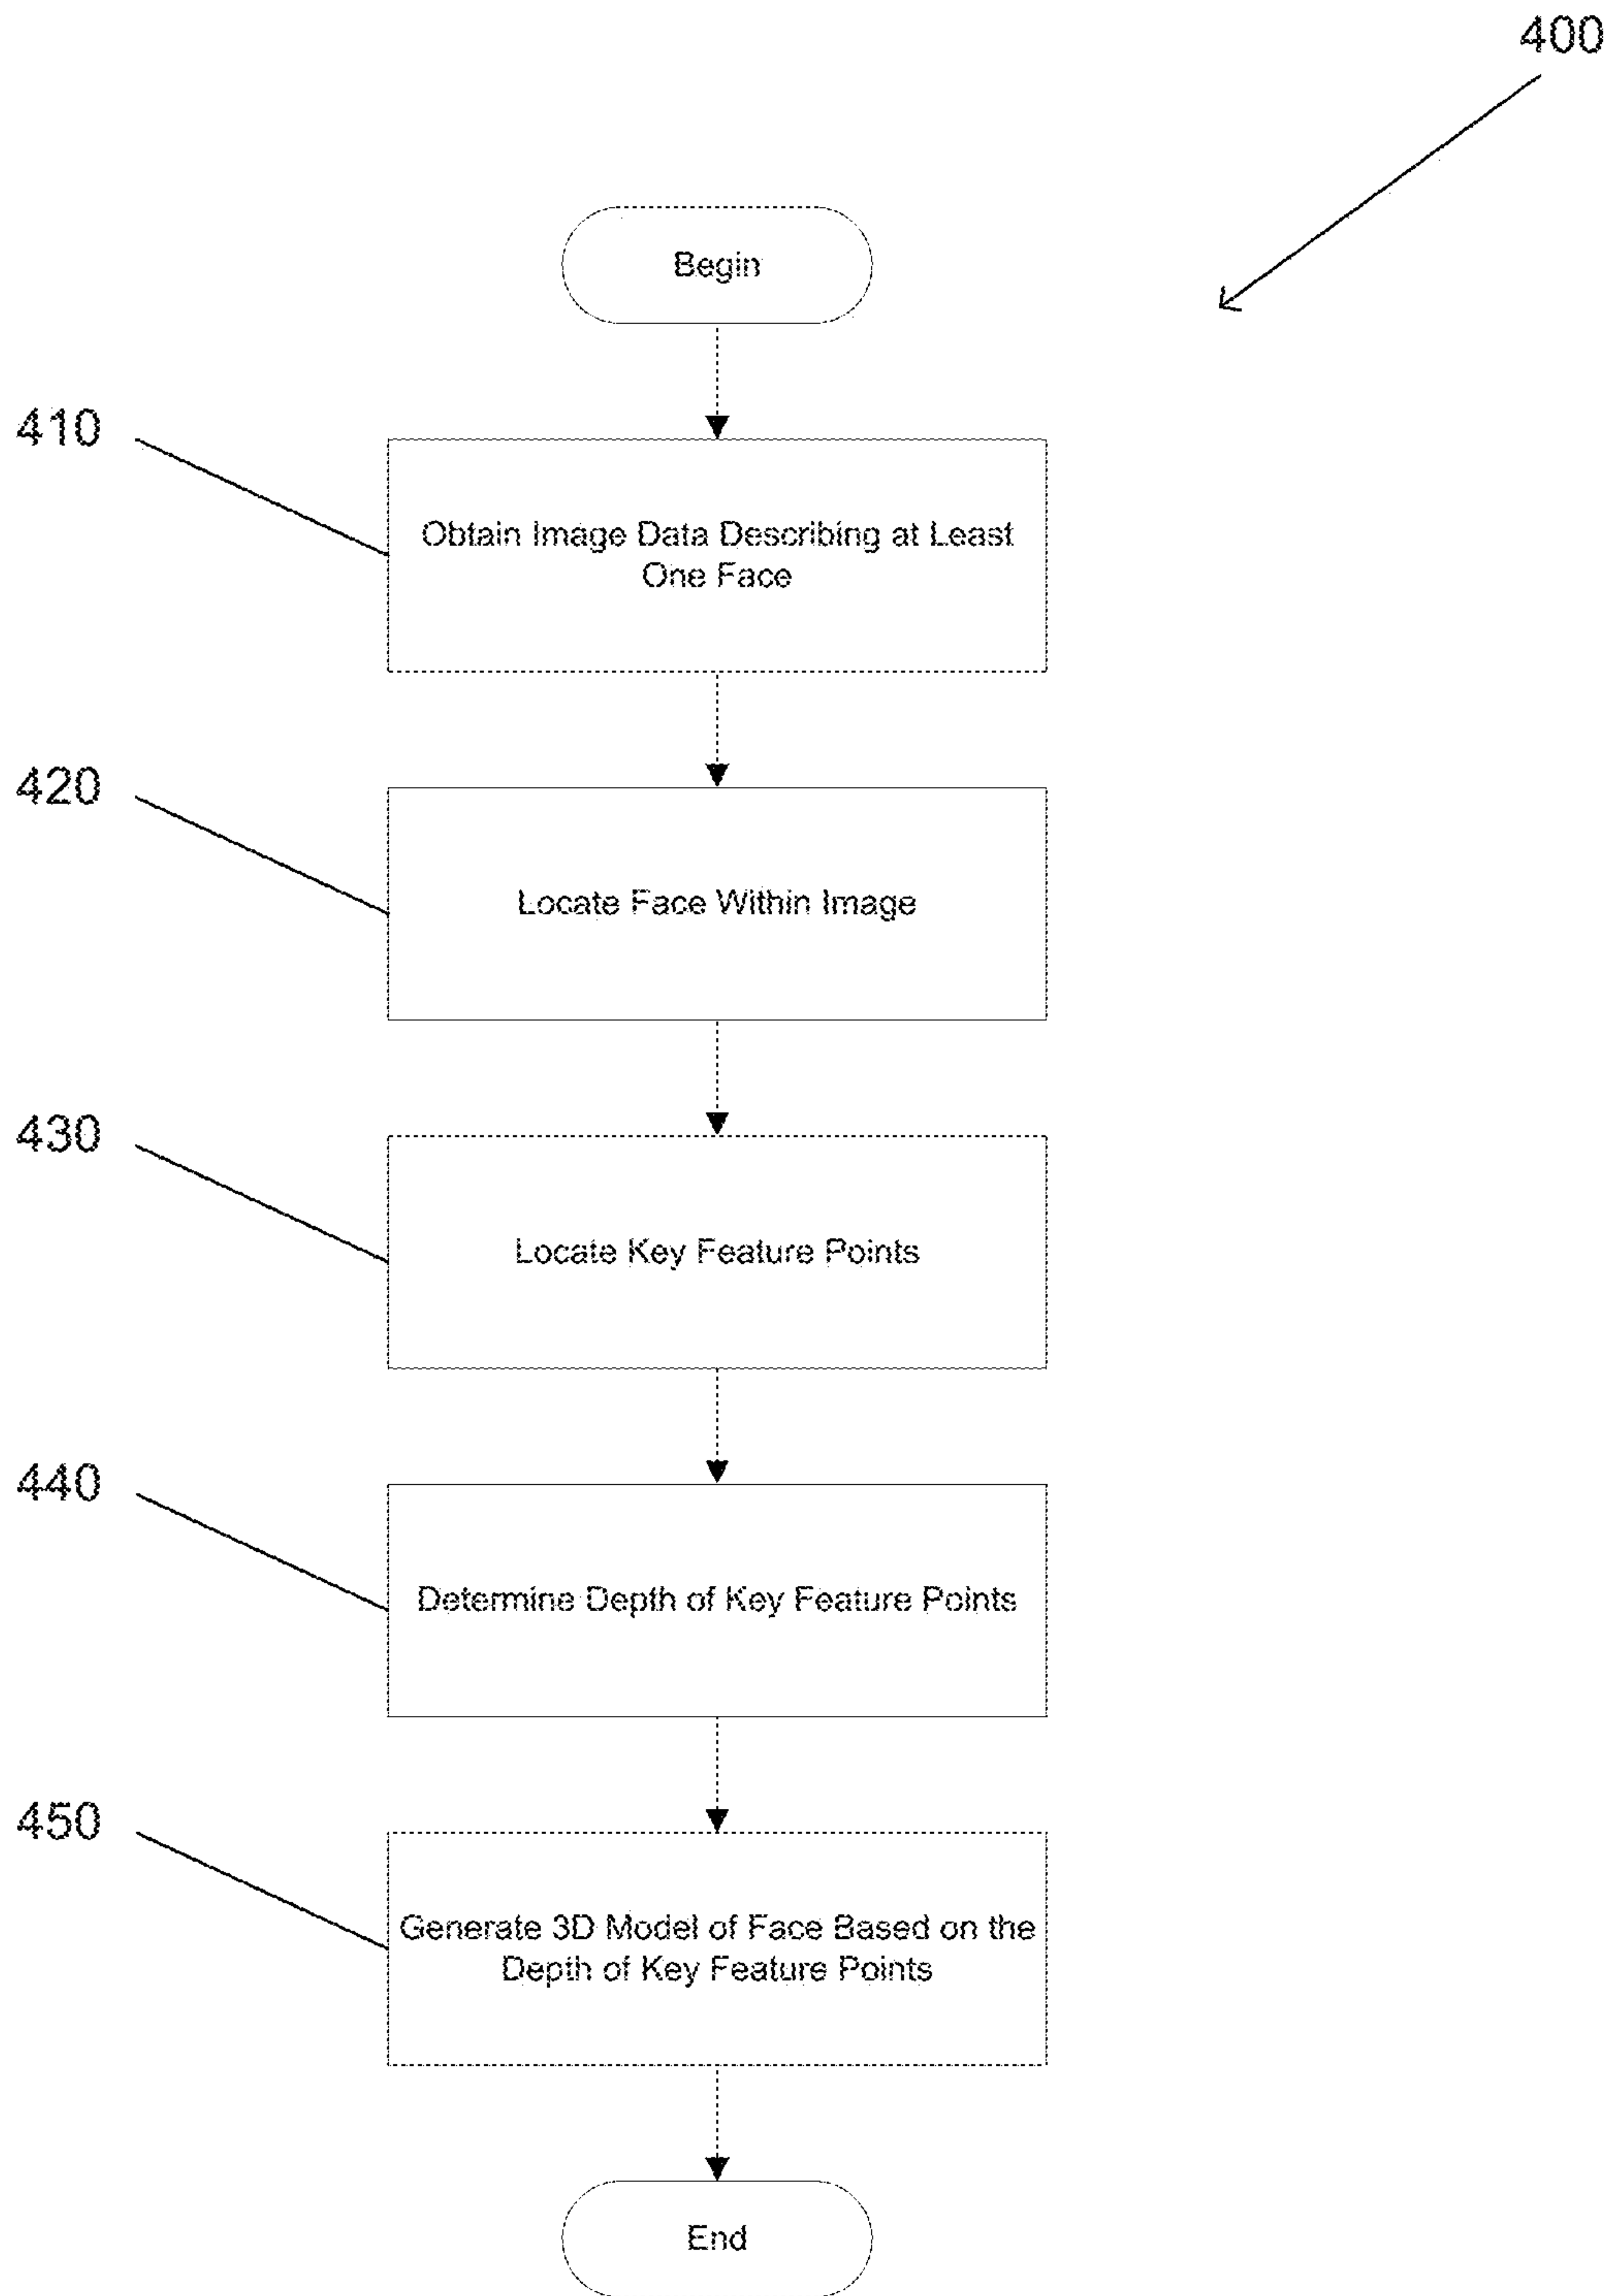 400
Begin
410
Obtain Image Data Describing at Least
One Face
420
Locate Face Within Image
430
Locate Key Feature Points
440
Determine Depth of Key Feature Points
450
Generate 3D Model of Face Based on the
Depth of Key Feature Points
End